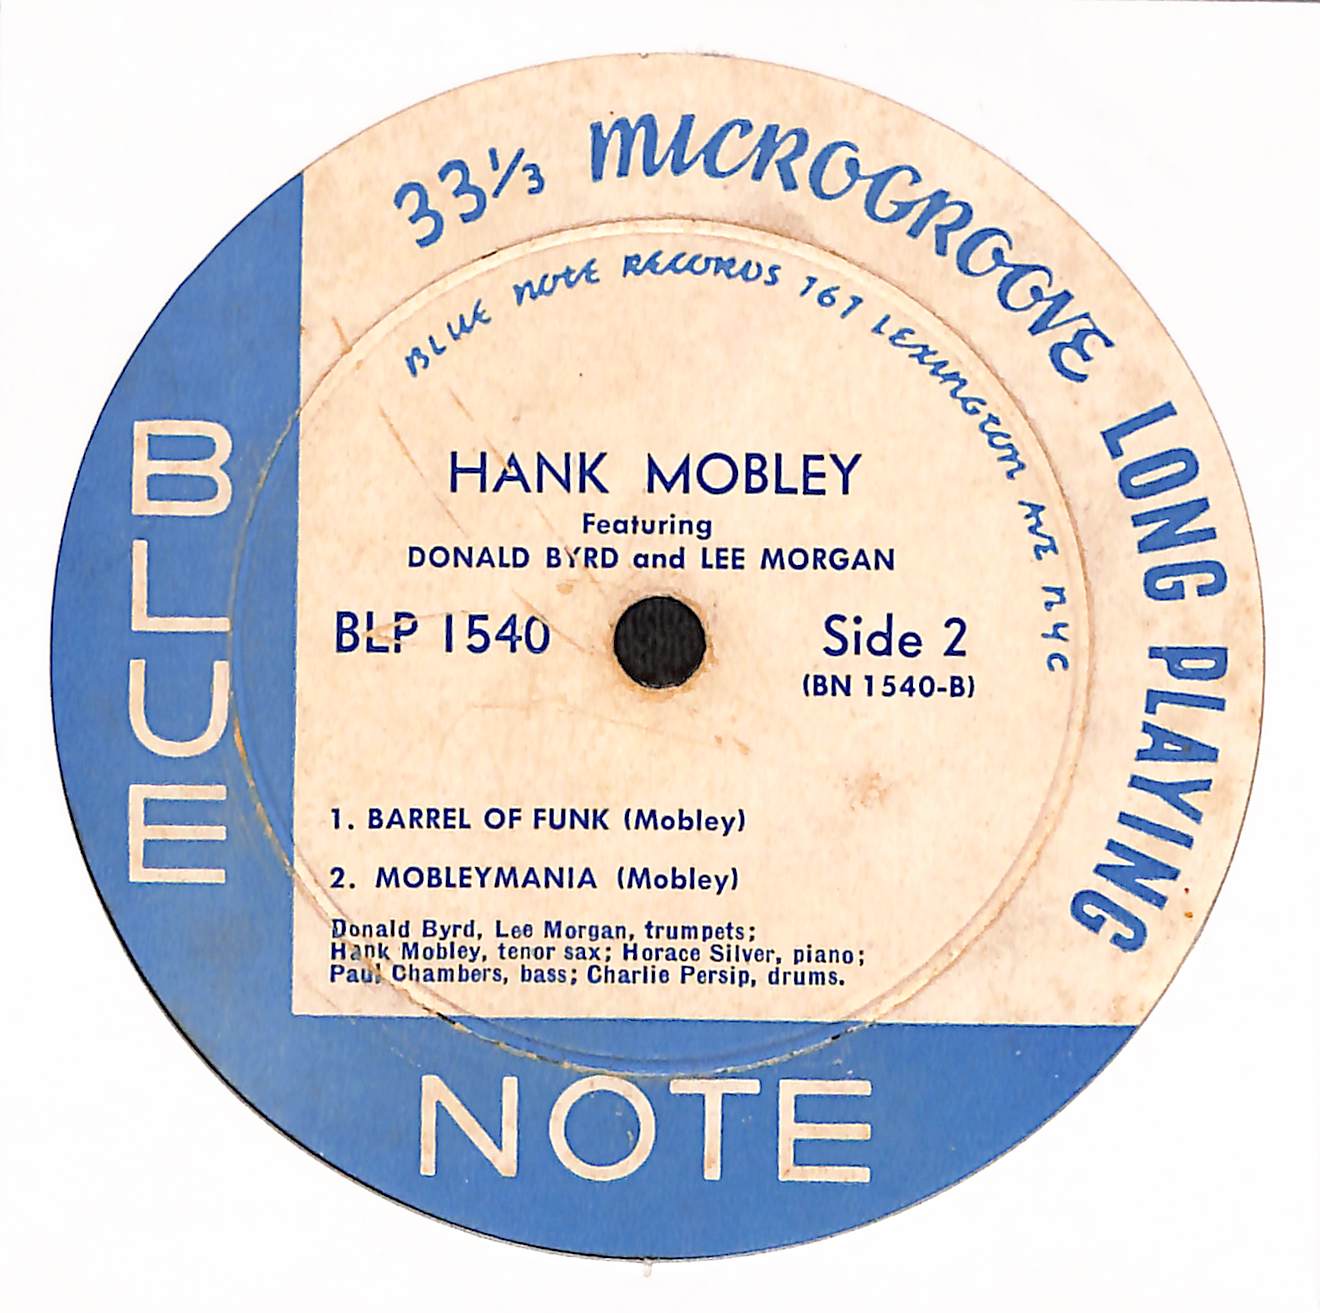 33⅓ MICROGROOVE LONG PLAYING
BLUE NOTE RECORDS 767 LEXINGTON AVE NYC
HANK MOBLEY
Featuring
DONALD BYRD and LEE MORGAN
BLP 1540
Side 2
(BN 1540-B)
1. BARREL OF FUNK (Mobley)
2. MOBLEYMANIA (Mobley)
Donald Byrd, Lee Morgan, trumpets;
Hank Mobley, tenor sax; Horace Silver, piano;
Paul Chambers, bass; Charlie Persip, drums.
BLUE
NOTE